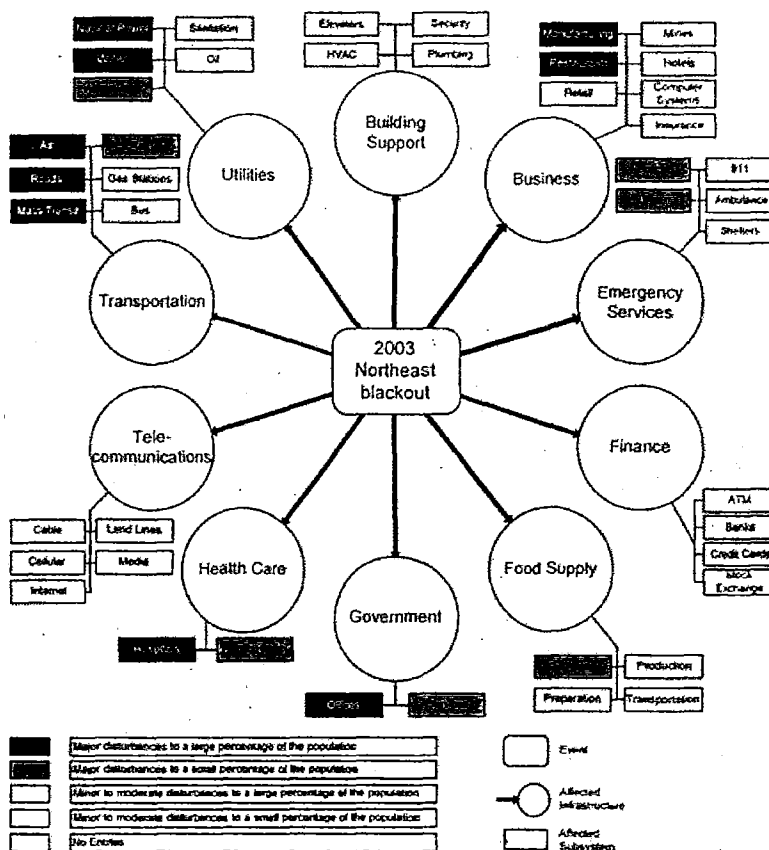 Natural Power
Sanitation
Water
Oil
Utilities
Elevators
Security
HVAC
Plumbing
Building
Support
Manufacturing
Mines
Restaurants
Hotels
Retail
Computer
Systems
Insurance
Business
911
Ambulance
Shelters
Emergency
Services
Air
Roads
Gas Stations
Mass Transit
Bus
Transportation
2003
Northeast
blackout
Tele-
communications
Cable
Land Lines
Cellular
Media
Internet
Finance
ATM
Banks
Credit Cards
Stock
Exchange
Health Care
Hospitals
Government
Offices
Food Supply
Production
Preparation
Transportation
Major disturbances to a large percentage of the population
Major disturbances to a small percentage of the population
Minor to moderate disturbances to a large percentage of the population
Minor to moderate disturbances to a small percentage of the population
No Entries
Event
Affected
Infrastructure
Affected
Subsystem